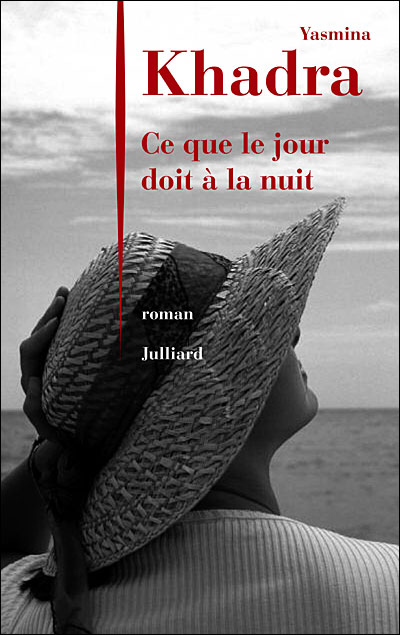 Yasmina
Khadra
Ce que le jour
doit à la nuit
roman
Julliard